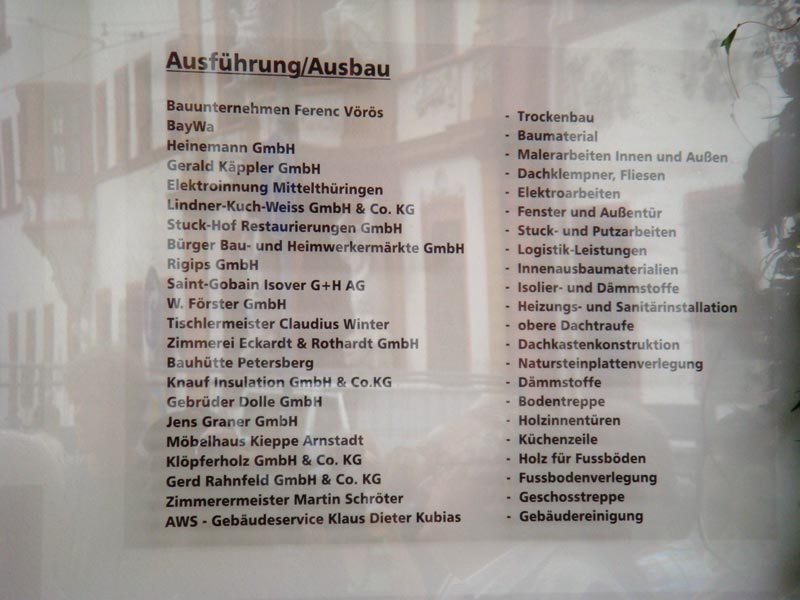 Ausführung/Ausbau
Bauunternehmen Ferenc Vörös - Trockenbau
BayWa - Baumaterial
Heinemann GmbH - Malerarbeiten Innen und Außen
Gerald Käppler GmbH - Dachklempner, Fliesen
Elektroinnung Mittelthüringen - Elektroarbeiten
Lindner-Kuch-Weiss GmbH & Co. KG - Fenster und Außentür
Stuck-Hof Restaurierungen GmbH - Stuck- und Putzarbeiten
Bürger Bau- und Heimwerkermärkte GmbH - Logistik-Leistungen
Rigips GmbH - Innenausbaumaterialien
Saint-Gobain Isover G+H AG - Isolier- und Dämmstoffe
W. Förster GmbH - Heizungs- und Sanitärinstallation
Tischlermeister Claudius Winter - obere Dachtraufe
Zimmerei Eckardt & Rothardt GmbH - Dachkastenkonstruktion
Bauhütte Petersberg - Natursteinplattenverlegung
Knauf Insulation GmbH & Co.KG - Dämmstoffe
Gebrüder Dolle GmbH - Bodentreppe
Jens Graner GmbH - Holzinnentüren
Möbelhaus Kieppe Arnstadt - Küchenzeile
Klöpferholz GmbH & Co. KG - Holz für Fussböden
Gerd Rahnfeld GmbH & Co. KG - Fussbodenverlegung
Zimmerermeister Martin Schröter - Geschosstreppe
AWS - Gebäudeservice Klaus Dieter Kubias - Gebäudereinigung